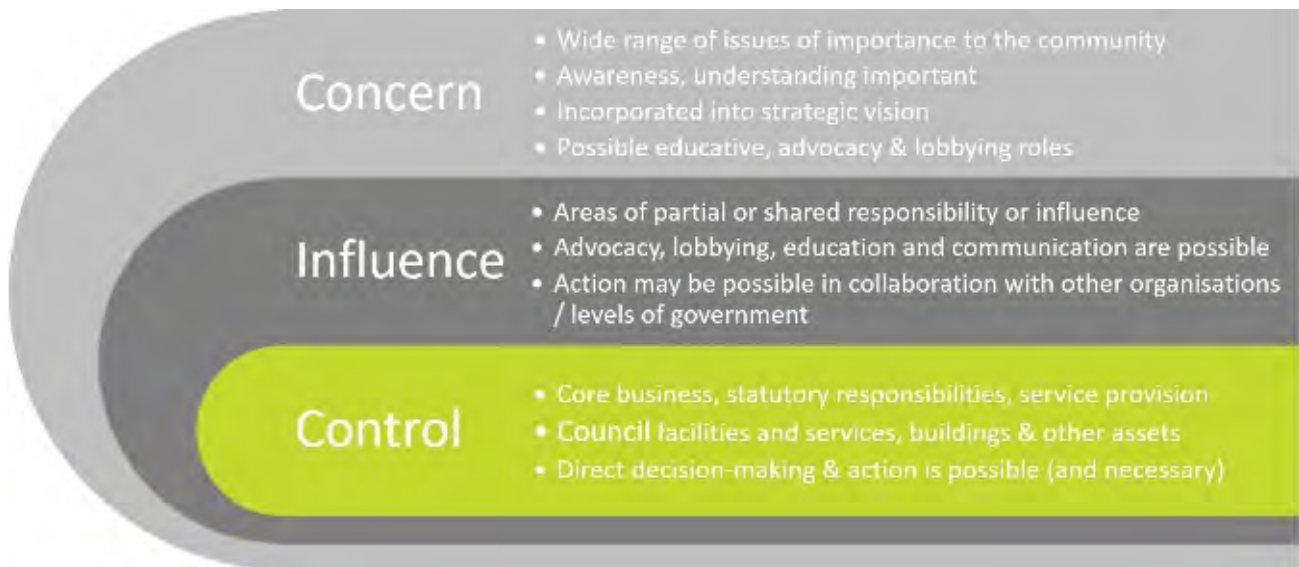 Concern
• Wide range of issues of importance to the community
• Awareness, understanding important
• Incorporated into strategic vision
• Possible educative, advocacy & lobbying roles
Influence
• Areas of partial or shared responsibility or influence
• Advocacy, lobbying, education and communication are possible
• Action may be possible in collaboration with other organisations
/ levels of government
Control
• Core business, statutory responsibilities, service provision
• Council facilities and services, buildings & other assets
• Direct decision-making & action is possible (and necessary)